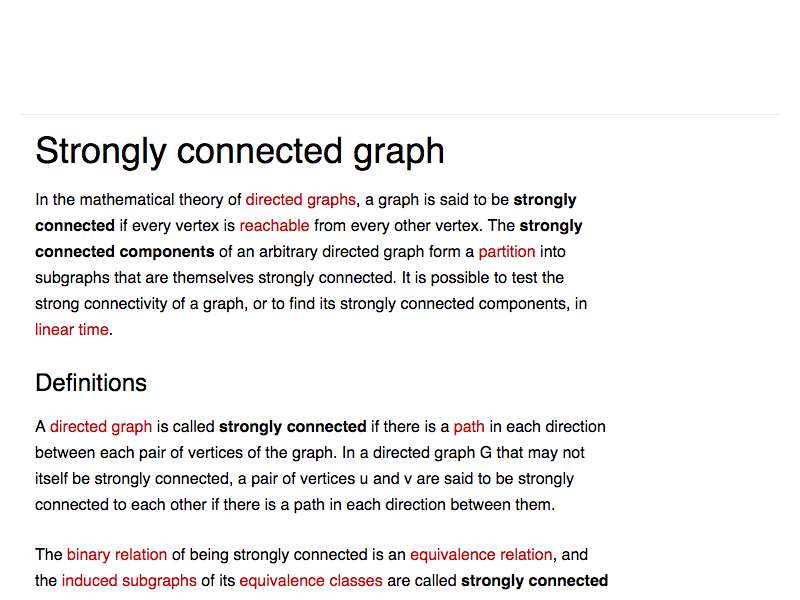 Strongly connected graph
In the mathematical theory of directed graphs, a graph is said to be strongly
connected if every vertex is reachable from every other vertex. The strongly
connected components of an arbitrary directed graph form a partition into
subgraphs that are themselves strongly connected. It is possible to test the
strong connectivity of a graph, or to find its strongly connected components, in
linear time.
Definitions
A directed graph is called strongly connected if there is a path in each direction
between each pair of vertices of the graph. In a directed graph G that may not
itself be strongly connected, a pair of vertices u and v are said to be strongly
connected to each other if there is a path in each direction between them.
The binary relation of being strongly connected is an equivalence relation, and
the induced subgraphs of its equivalence classes are called strongly connected